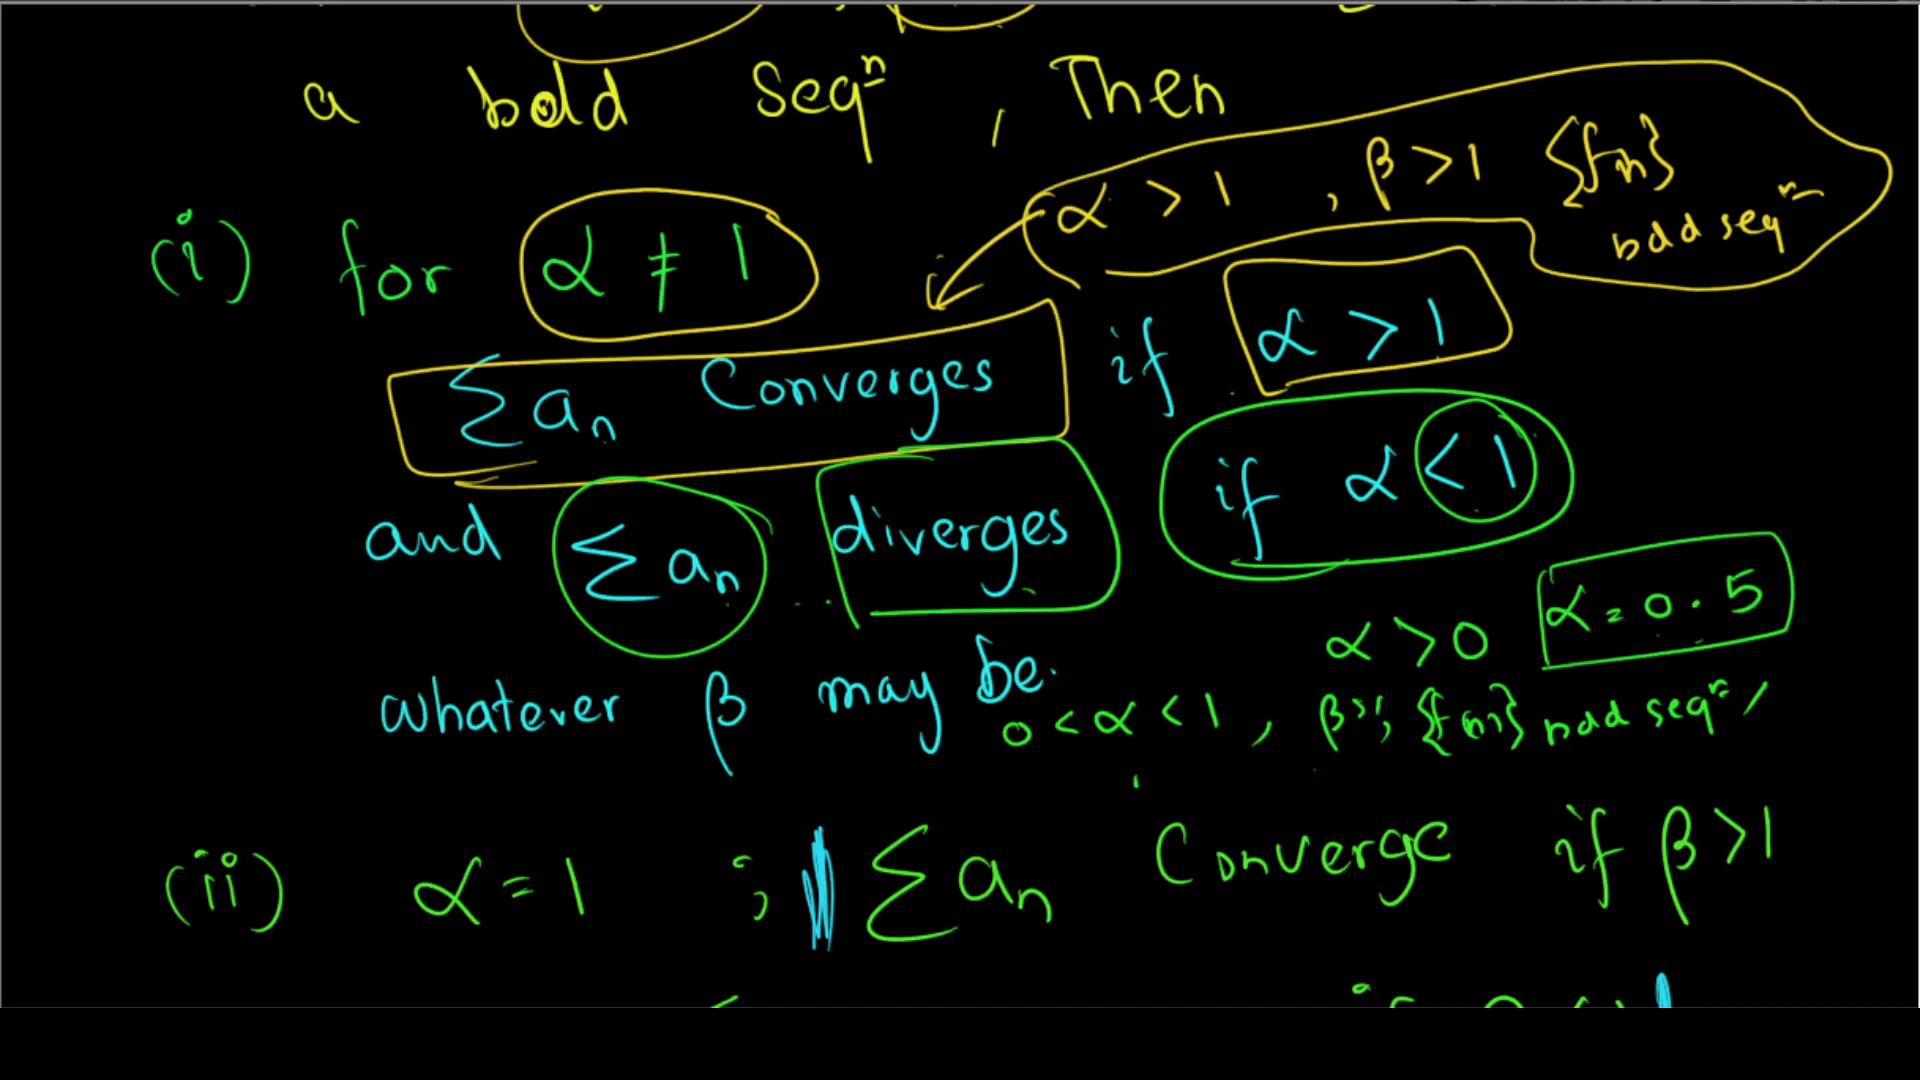 a bdd Seqⁿ, Then
α > 1, β > 1 {fn}
bdd seqⁿ
(i) for α ≠ 1
Σaₙ Converges if α > 1
and Σaₙ diverges if α < 1
α > 0 α = 0.5
whatever β may be.
0 < α < 1, β>1, {f(n)} bdd seqⁿ,
(ii) α = 1 ; Σaₙ Converge if β > 1